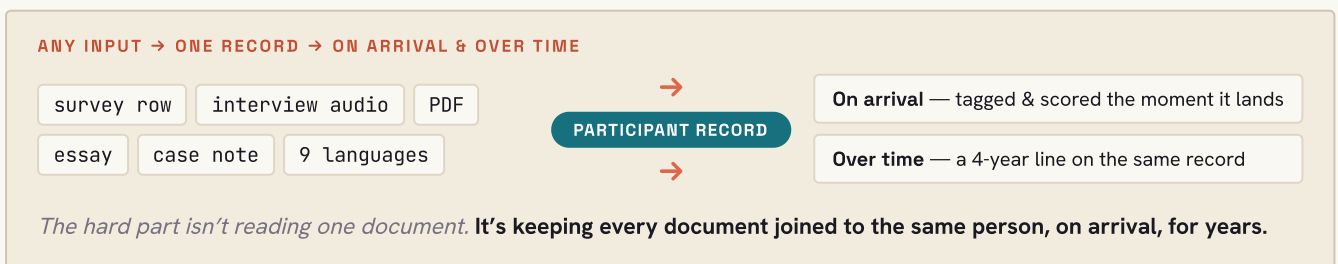 ANY INPUT → ONE RECORD → ON ARRIVAL & OVER TIME
survey row
interview audio
PDF
essay
case note
9 languages
→
PARTICIPANT RECORD
→
On arrival — tagged & scored the moment it lands
Over time — a 4-year line on the same record
The hard part isn’t reading one document. It’s keeping every document joined to the same person, on arrival, for years.